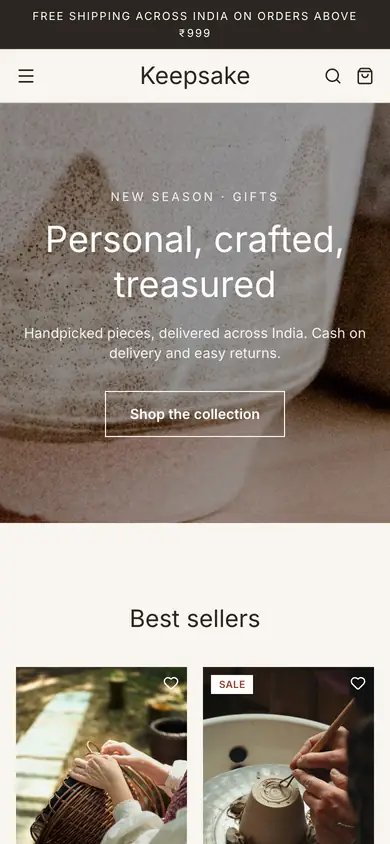 FREE SHIPPING ACROSS INDIA ON ORDERS ABOVE
₹999
Keepsake
NEW SEASON · GIFTS
Personal, crafted,
treasured
Handpicked pieces, delivered across India. Cash on
delivery and easy returns.
Shop the collection
Best sellers
SALE